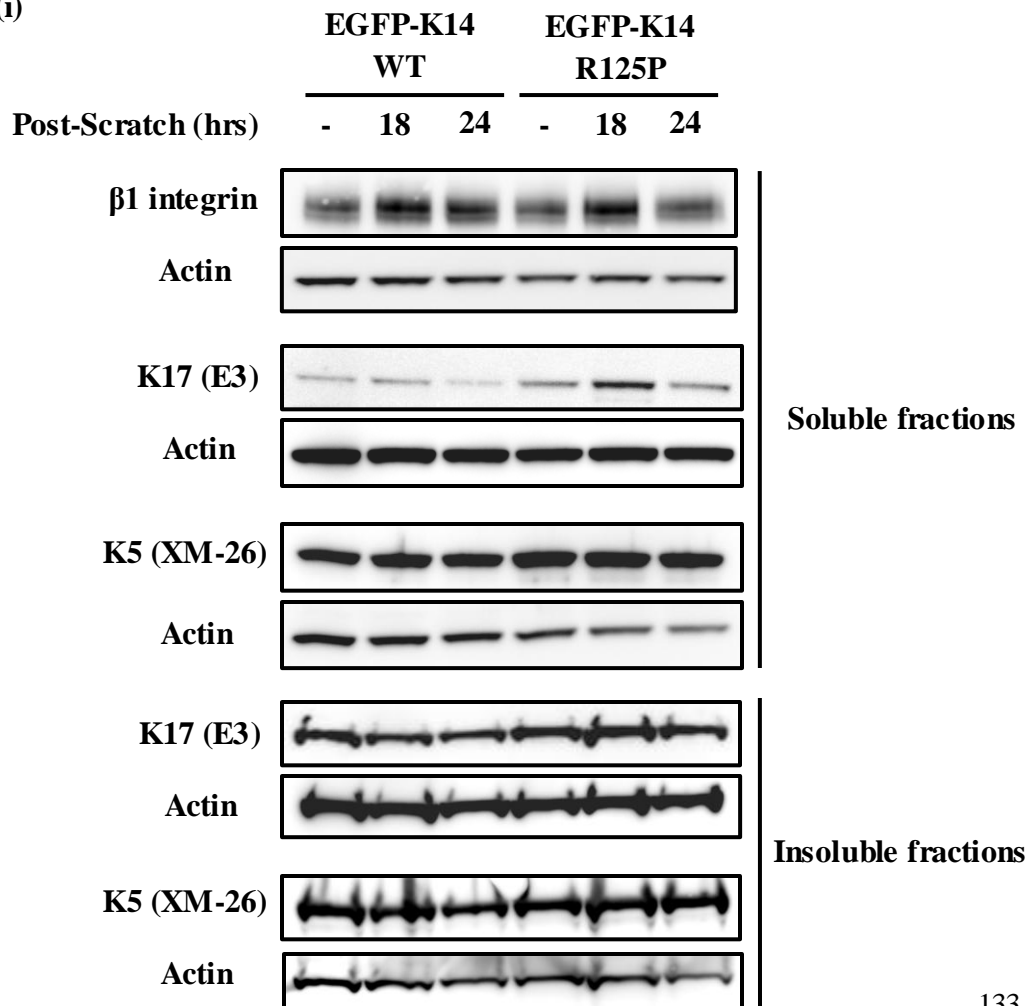 (i)
EGFP-K14 EGFP-K14
WT R125P
Post-Scratch (hrs) - 18 24 - 18 24
β1 integrin
Actin
K17 (E3)
Actin
Soluble fractions
K5 (XM-26)
Actin
K17 (E3)
Actin
Insoluble fractions
K5 (XM-26)
Actin
133